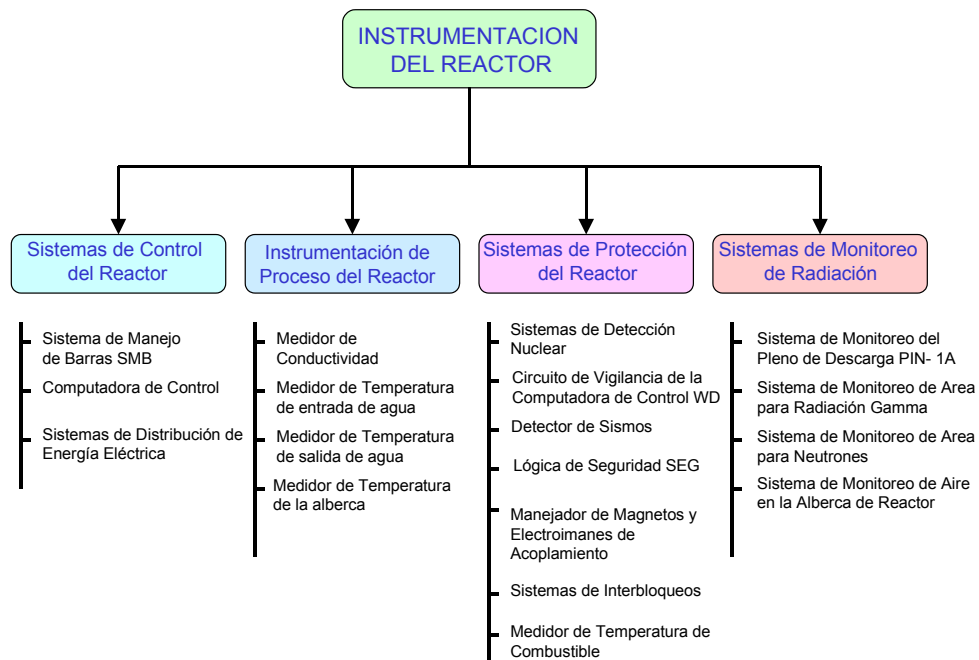 INSTRUMENTACION
DEL REACTOR
Sistemas de Control
del Reactor
Instrumentación de
Proceso del Reactor
Sistemas de Protección
del Reactor
Sistemas de Monitoreo
de Radiación
Sistema de Manejo
de Barras SMB
Computadora de Control
Sistemas de Distribución de
Energía Eléctrica
Medidor de
Conductividad
Medidor de Temperatura
de entrada de agua
Medidor de Temperatura
de salida de agua
Medidor de Temperatura
de la alberca
Sistemas de Detección
Nuclear
Circuito de Vigilancia de la
Computadora de Control WD
Detector de Sismos
Lógica de Seguridad SEG
Manejador de Magnetos y
Electroimanes de
Acoplamiento
Sistemas de Interbloqueos
Medidor de Temperatura de
Combustible
Sistema de Monitoreo del
Pleno de Descarga PIN- 1A
Sistema de Monitoreo de Area
para Radiación Gamma
Sistema de Monitoreo de Area
para Neutrones
Sistema de Monitoreo de Aire
en la Alberca de Reactor